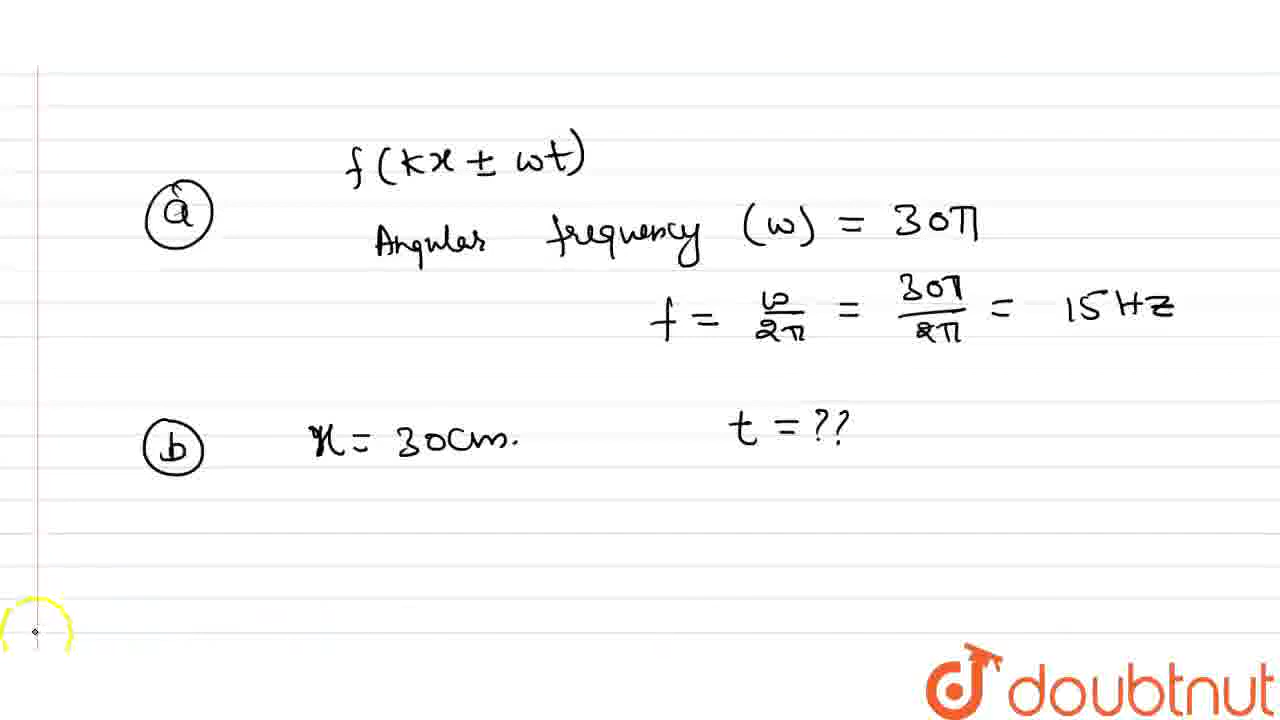 f(kx ± ωt)
a
Angular frequency (ω) = 30π
f = ω/2π = 30π/2π = 15 Hz
b x = 30cm. t = ??
doubtnut